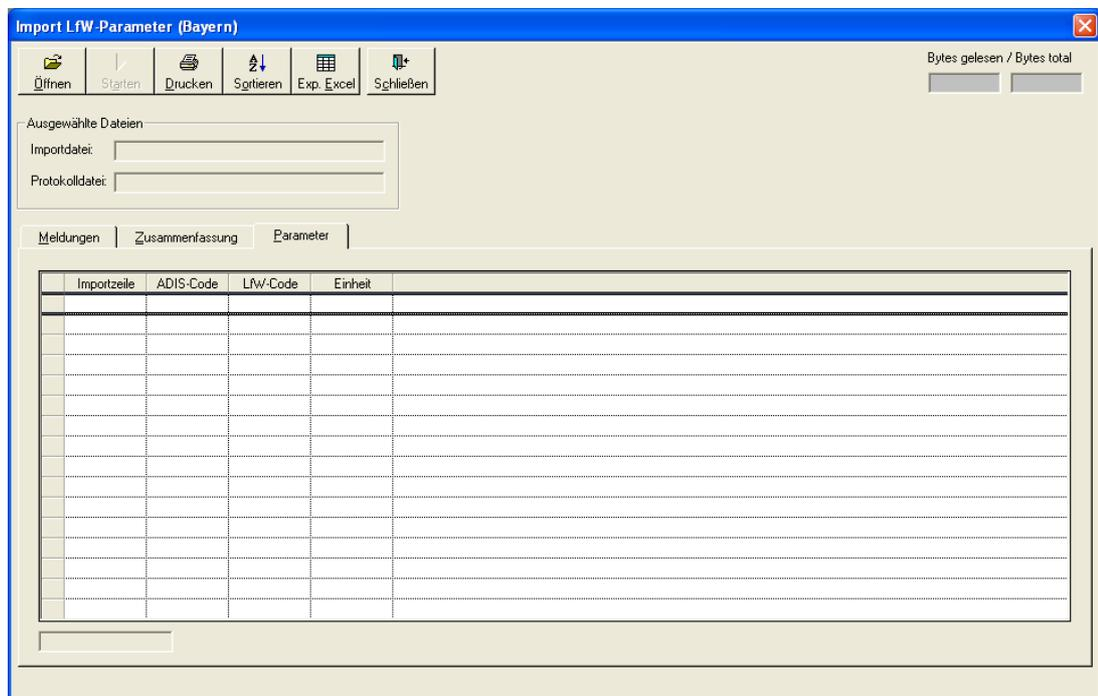 Import LfW-Parameter (Bayern)
Öffnen Starten Drucken Sortieren Exp. Excel Schließen
Bytes gelesen / Bytes total
Ausgewählte Dateien
Importdatei:
Protokolldatei:
Meldungen Zusammenfassung Parameter
Importzeile ADIS-Code LfW-Code Einheit